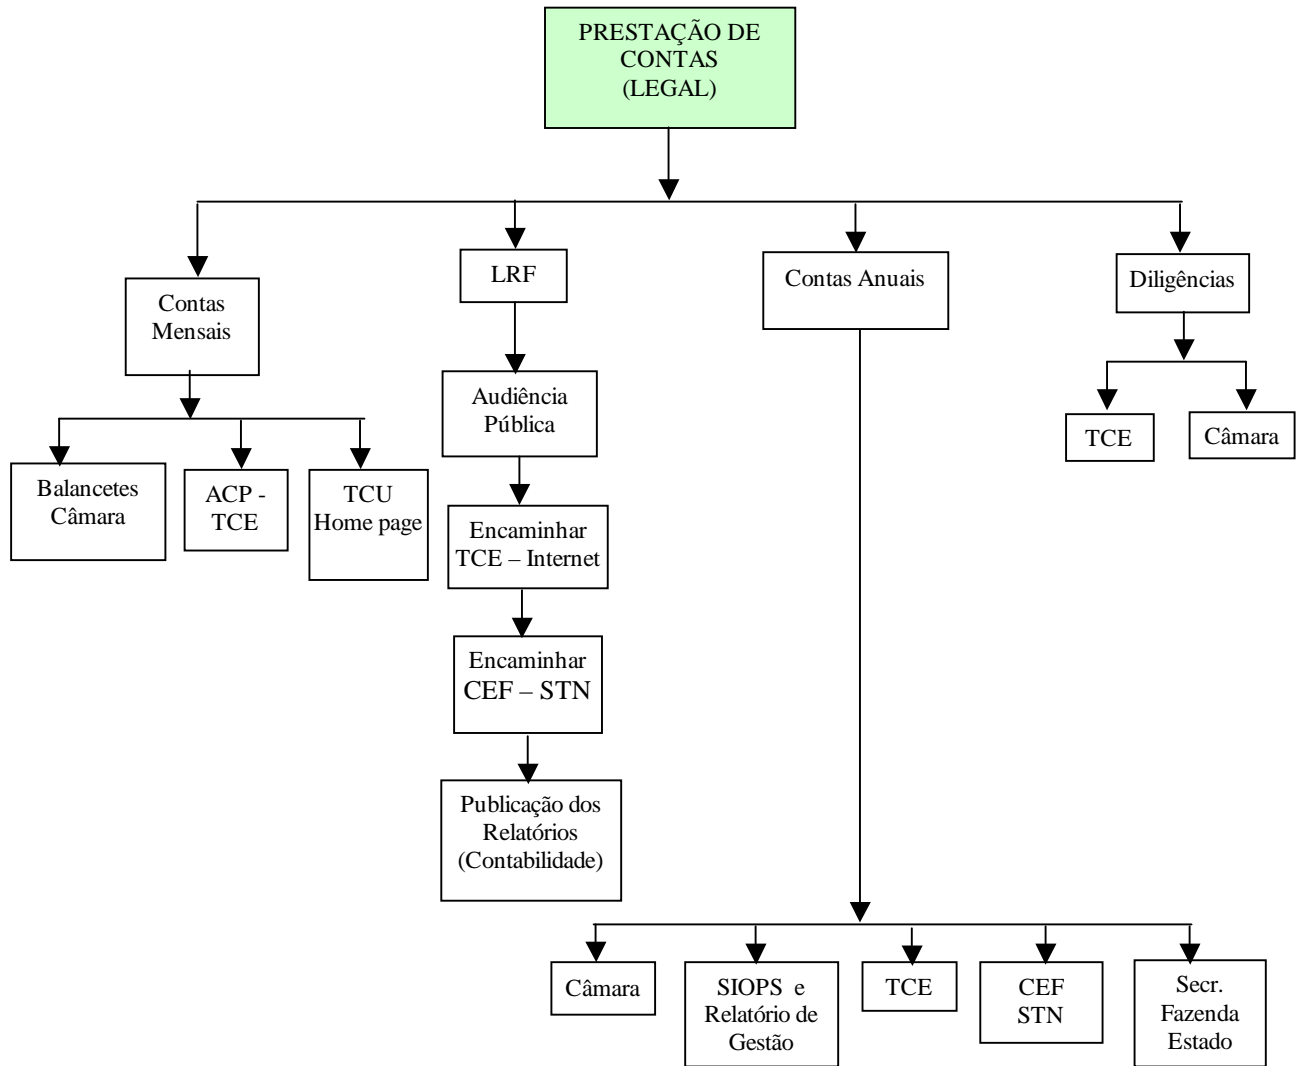 PRESTAÇÃO DE
CONTAS
(LEGAL)
LRF
Contas Anuais
Diligências
Contas
Mensais
Audiência
Pública
TCE
Câmara
Balancetes
Câmara
ACP -
TCE
TCU
Home page
Encaminhar
TCE – Internet
Encaminhar
CEF – STN
Publicação dos
Relatórios
(Contabilidade)
Câmara
SIOPS e
Relatório de
Gestão
TCE
CEF
STN
Secr.
Fazenda
Estado